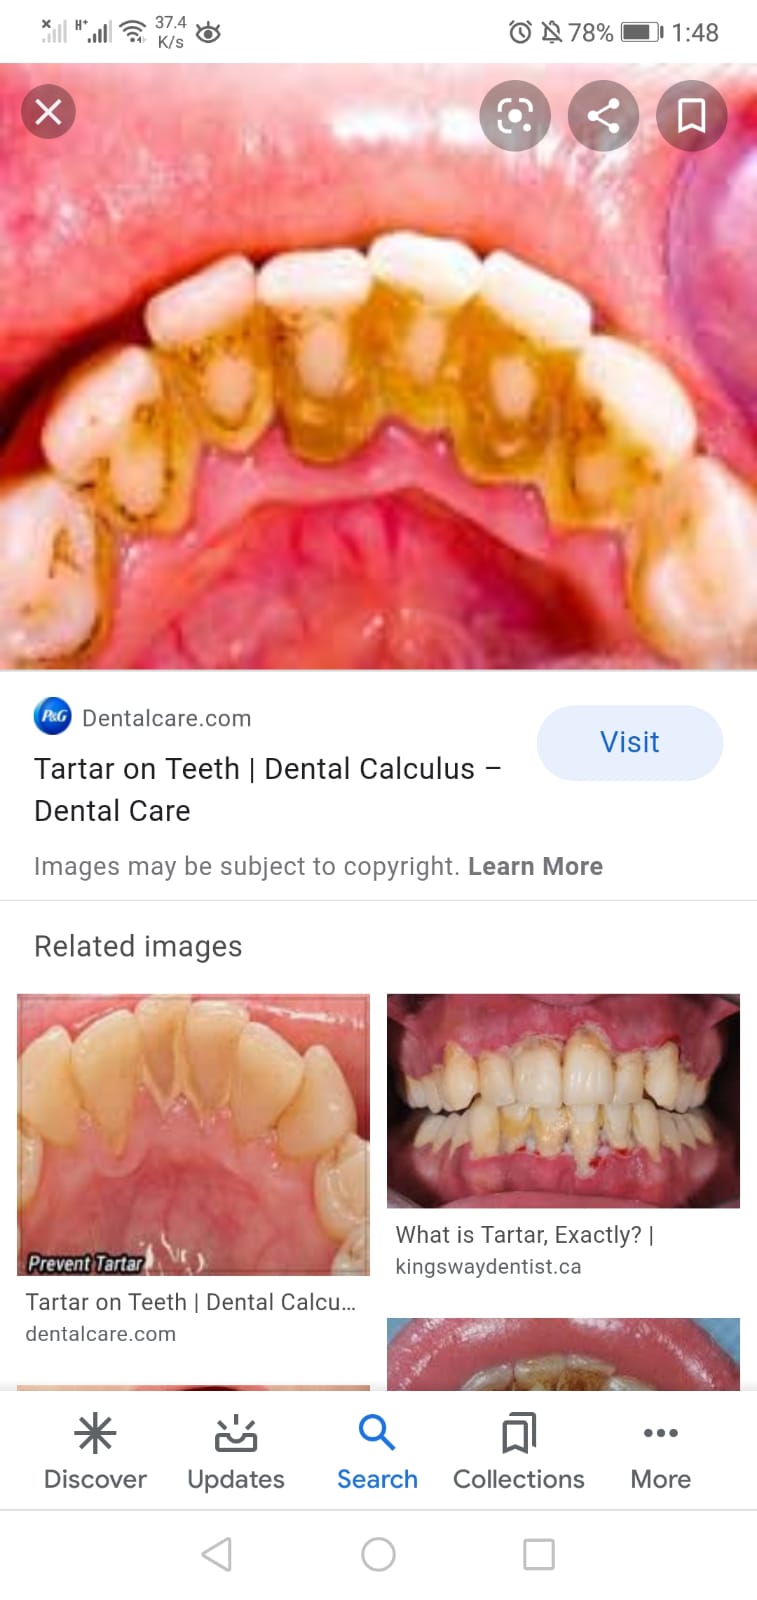 37.4
K/s
H+
78%
1:48
P&G
Dentalcare.com
Visit
Tartar on Teeth | Dental Calculus –
Dental Care
Images may be subject to copyright. Learn More
Related images
Prevent Tartar
Tartar on Teeth | Dental Calcu...
dentalcare.com
What is Tartar, Exactly? |
kingswaydentist.ca
Discover
Updates
Search
Collections
More